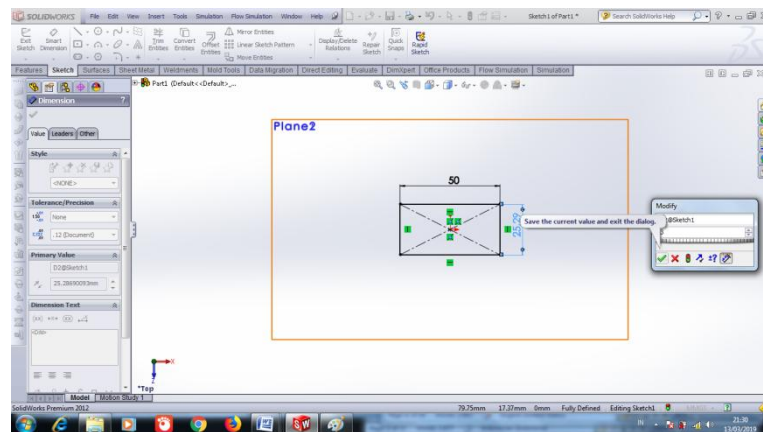 SOLIDWORKS File Edit View Insert Tools Simulation Flow Simulation Window Help Sketch1 of Part1 * Search SolidWorks Help
Exit Sketch
Smart Dimension
Trim Entities
Convert Entities
Offset Entities
Mirror Entities
Linear Sketch Pattern
Move Entities
Display/Delete Relations
Repair Sketch
Quick Snaps
Rapid Sketch
Features Sketch Surfaces Sheet Metal Weldments Mold Tools Data Migration Direct Editing Evaluate DimXpert Office Products Flow Simulation Simulation
Part1 (Default<<Default>_...
Dimension ?
Value Leaders Other
Style
<NONE>
Tolerance/Precision
None
.12 (Document)
Primary Value
D2@Sketch1
25.28690093mm
Dimension Text
<DIM>
Plane2
50
25,29
Save the current value and exit the dialog.
Modify
@Sketch1
X
*Top
Model Motion Study 1
SolidWorks Premium 2012 79.75mm 17.37mm 0mm Fully Defined Editing Sketch1
IN
21:30
13/03/2019